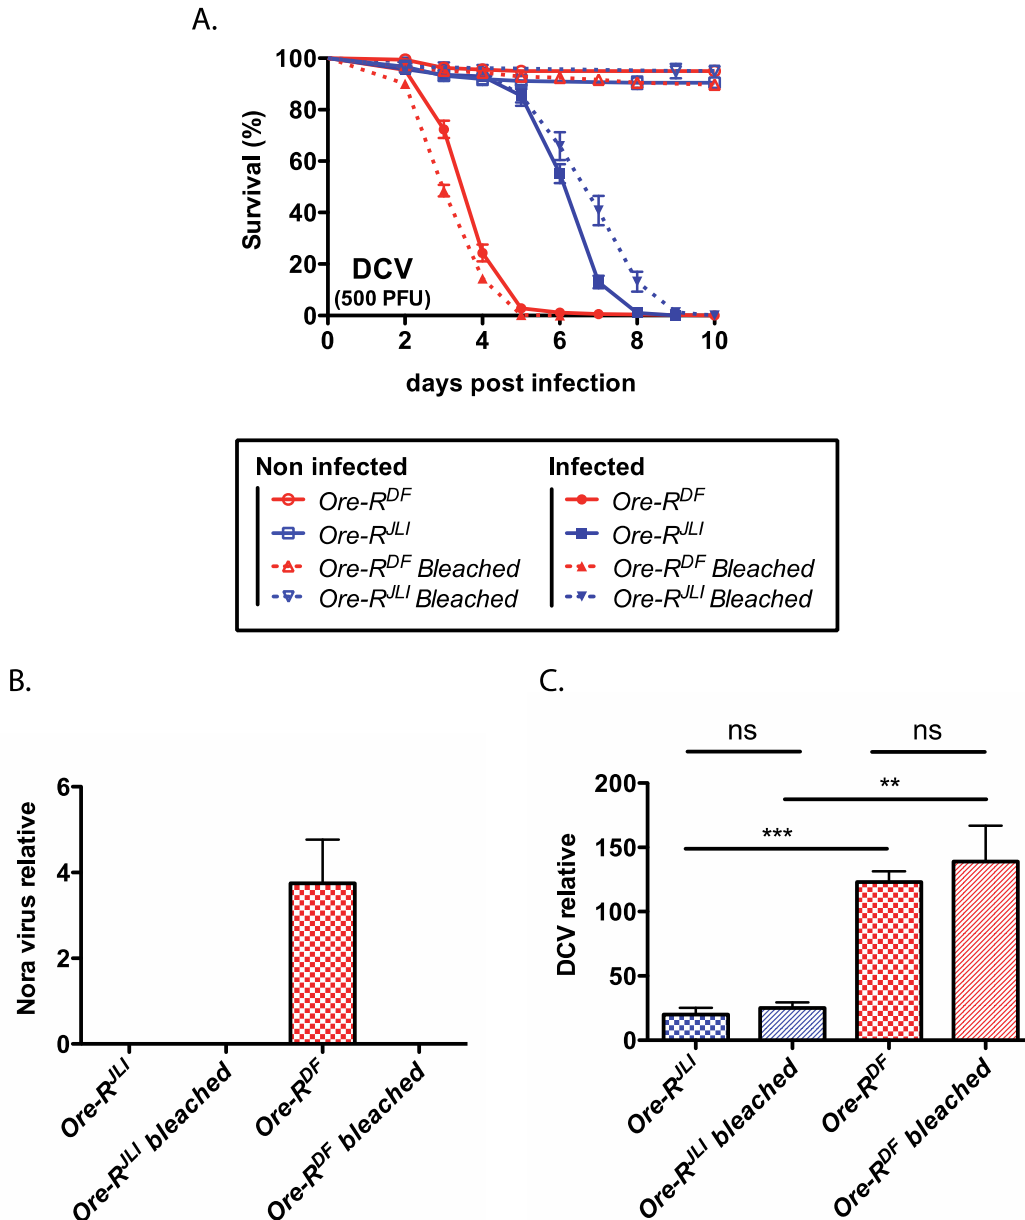 A.
100
80
60
40
20
0
Survival (%)
DCV
(500 PFU)
0 2 4 6 8 10
days post infection
Non infected
Ore-R^DF
Ore-R^JLI
Ore-R^DF Bleached
Ore-R^JLI Bleached
Infected
Ore-R^DF
Ore-R^JLI
Ore-R^DF Bleached
Ore-R^JLI Bleached
B.
6
4
2
0
Nora virus relative
Ore-R^JLI
Ore-R^JLI bleached
Ore-R^DF
Ore-R^DF bleached
C.
ns ns
**
***
200
150
100
50
0
DCV relative
Ore-R^JLI
Ore-R^JLI bleached
Ore-R^DF
Ore-R^DF bleached